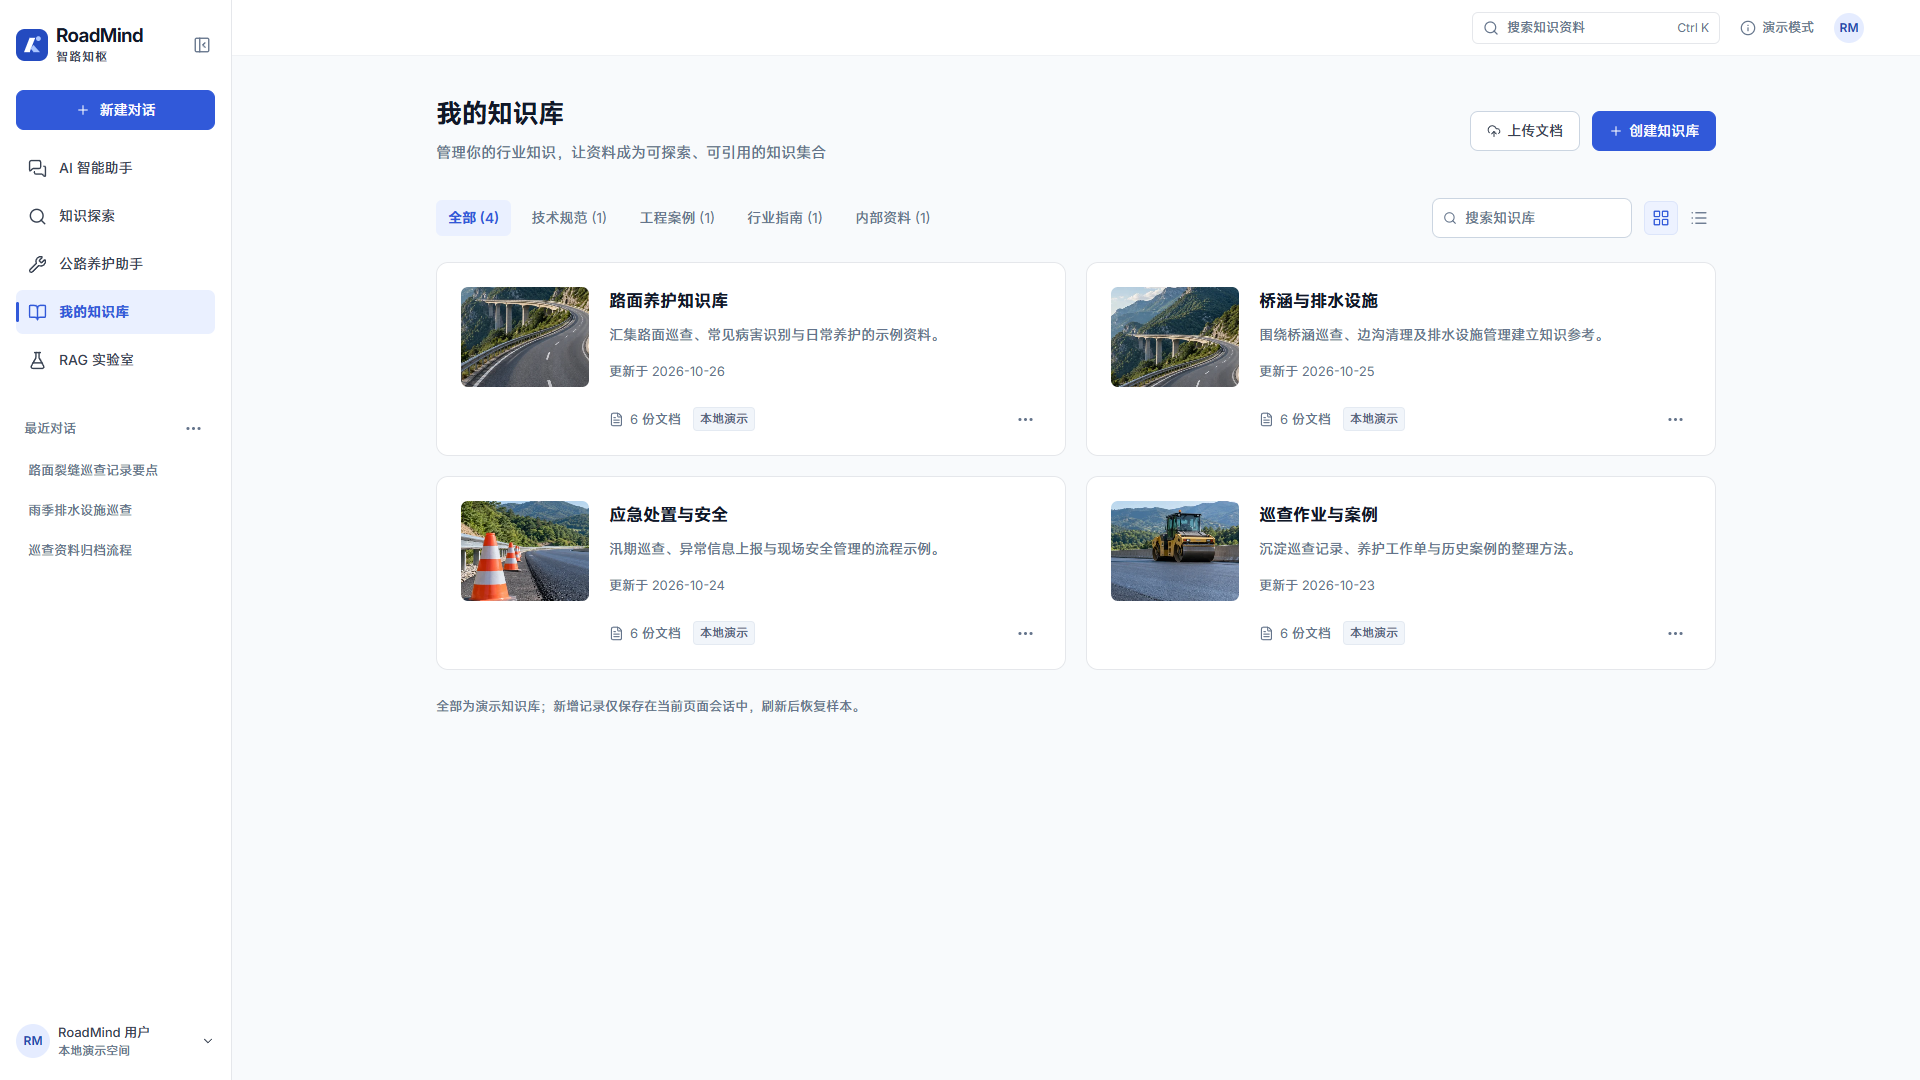 RoadMind
智路知枢
新建对话
AI 智能助手
知识探索
公路养护助手
我的知识库
RAG 实验室
最近对话
路面裂缝巡查记录要点
雨季排水设施巡查
巡查资料归档流程
RM
RoadMind 用户
本地演示空间
搜索知识资料 Ctrl K
演示模式
RM
我的知识库
管理你的行业知识，让资料成为可探索、可引用的知识集合
上传文档
创建知识库
全部 (4) 技术规范 (1) 工程案例 (1) 行业指南 (1) 内部资料 (1)
搜索知识库
路面养护知识库
汇集路面巡查、常见病害识别与日常养护的示例资料。
更新于 2026-10-26
6 份文档 本地演示
桥涵与排水设施
围绕桥涵巡查、边沟清理及排水设施管理建立知识参考。
更新于 2026-10-25
6 份文档 本地演示
应急处置与安全
汛期巡查、异常信息上报与现场安全管理的流程示例。
更新于 2026-10-24
6 份文档 本地演示
巡查作业与案例
沉淀巡查记录、养护工作单与历史案例的整理方法。
更新于 2026-10-23
6 份文档 本地演示
全部为演示知识库；新增记录仅保存在当前页面会话中，刷新后恢复样本。